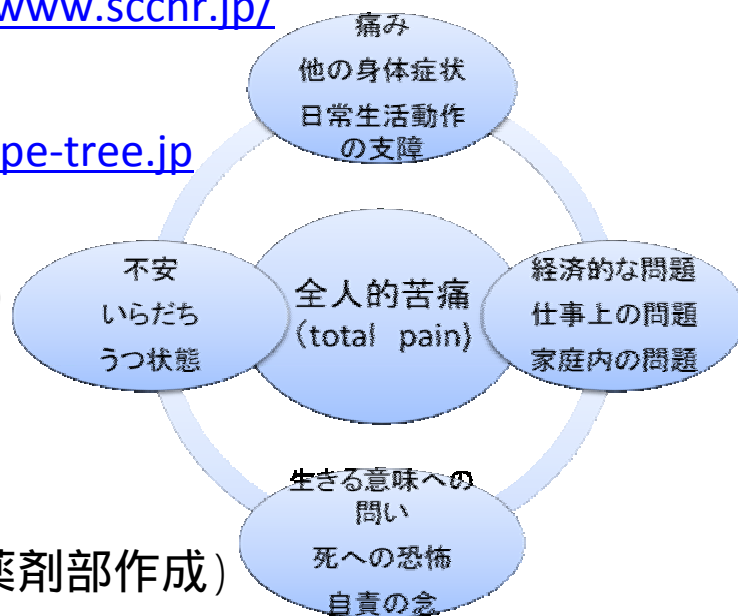 www.sccnr.jp/
痛み
他の身体症状
日常生活動作
の支障
pe-tree.jp
不安
いらだち
うつ状態
全人的苦痛
(total pain)
経済的な問題
仕事上の問題
家庭内の問題
生きる意味への
問い
死への恐怖
自責の念
薬剤部作成)